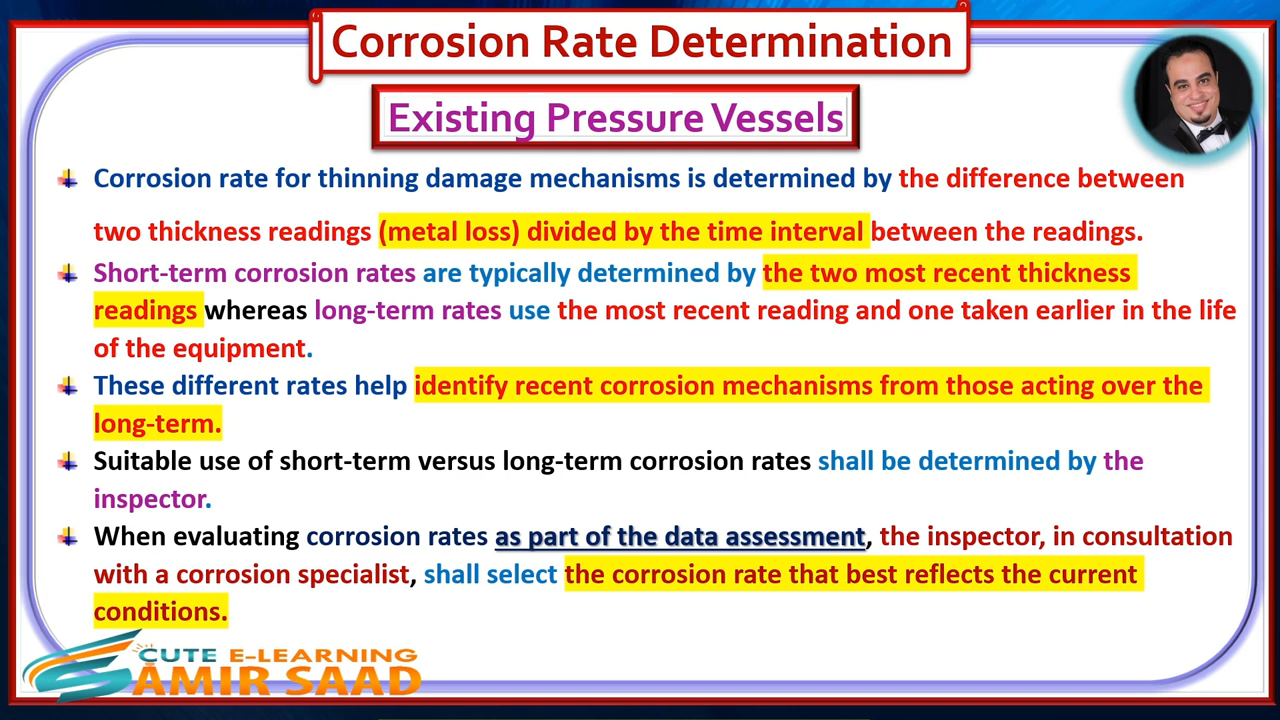 Corrosion Rate Determination
Existing Pressure Vessels
Corrosion rate for thinning damage mechanisms is determined by the difference between
two thickness readings (metal loss) divided by the time interval between the readings.
Short-term corrosion rates are typically determined by the two most recent thickness
readings whereas long-term rates use the most recent reading and one taken earlier in the life
of the equipment.
These different rates help identify recent corrosion mechanisms from those acting over the
long-term.
Suitable use of short-term versus long-term corrosion rates shall be determined by the
inspector.
When evaluating corrosion rates as part of the data assessment, the inspector, in consultation
with a corrosion specialist, shall select the corrosion rate that best reflects the current
conditions.
CUTE E-LEARNING
AMIR SAAD